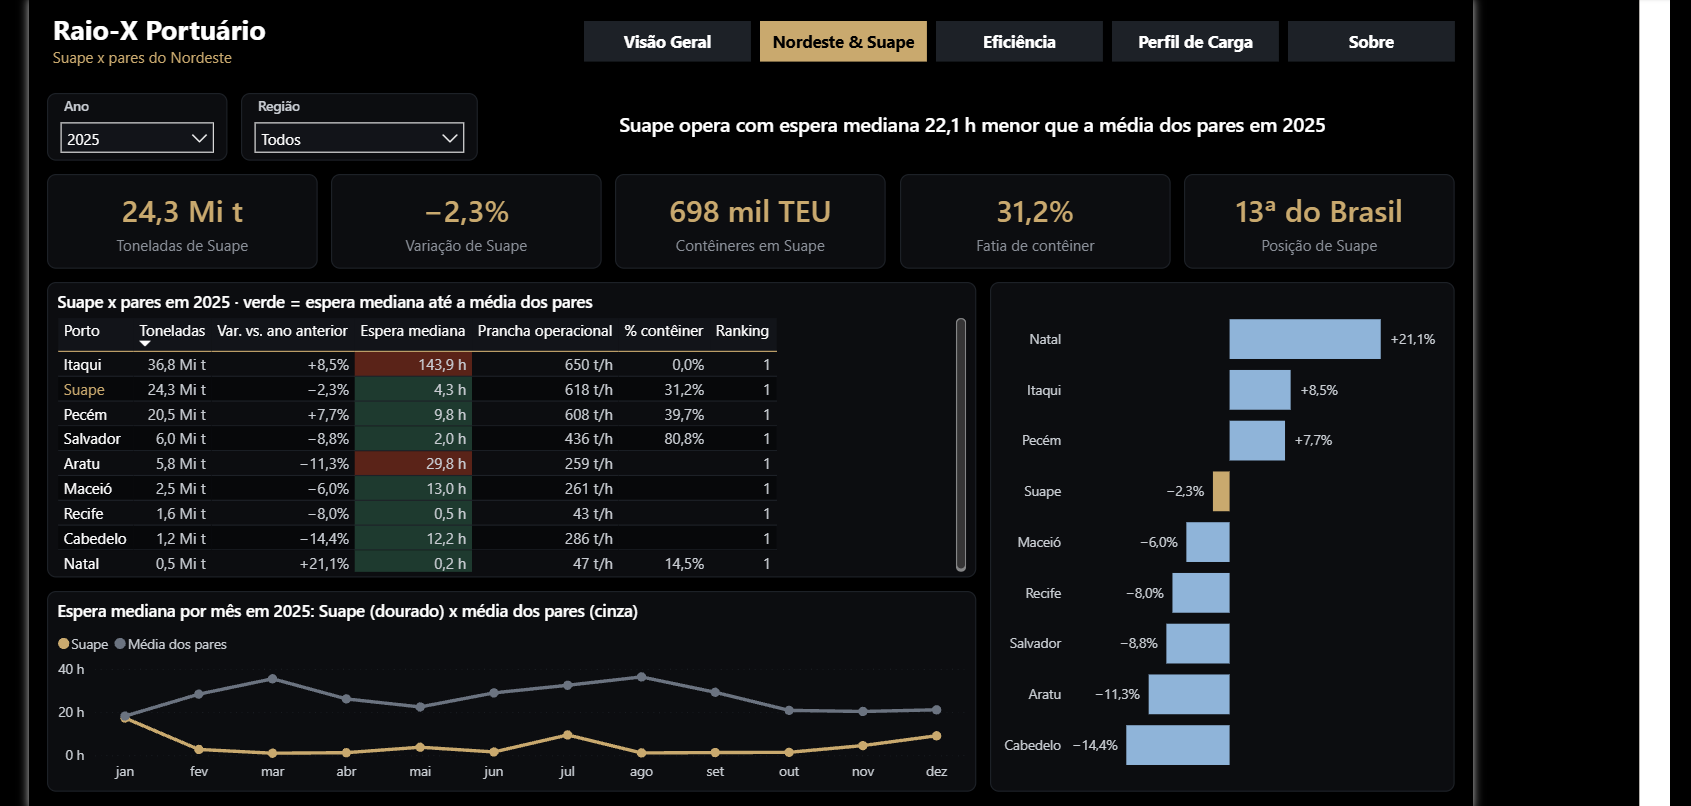 Raio-X Portuário
Suape x pares do Nordeste
Visão Geral
Nordeste & Suape
Eficiência
Perfil de Carga
Sobre
Ano
2025
Região
Todos
Suape opera com espera mediana 22,1 h menor que a média dos pares em 2025
24,3 Mi t
Toneladas de Suape
−2,3%
Variação de Suape
698 mil TEU
Contêineres em Suape
31,2%
Fatia de contêiner
13ª do Brasil
Posição de Suape
Suape x pares em 2025 · verde = espera mediana até a média dos pares
Porto Toneladas Var. vs. ano anterior Espera mediana Prancha operacional % contêiner Ranking
Itaqui 36,8 Mi t +8,5% 143,9 h 650 t/h 0,0% 1
Suape 24,3 Mi t −2,3% 4,3 h 618 t/h 31,2% 1
Pecém 20,5 Mi t +7,7% 9,8 h 608 t/h 39,7% 1
Salvador 6,0 Mi t −8,8% 2,0 h 436 t/h 80,8% 1
Aratu 5,8 Mi t −11,3% 29,8 h 259 t/h 1
Maceió 2,5 Mi t −6,0% 13,0 h 261 t/h 1
Recife 1,6 Mi t −8,0% 0,5 h 43 t/h 1
Cabedelo 1,2 Mi t −14,4% 12,2 h 286 t/h 1
Natal 0,5 Mi t +21,1% 0,2 h 47 t/h 14,5% 1
Espera mediana por mês em 2025: Suape (dourado) x média dos pares (cinza)
Suape Média dos pares
40 h
20 h
0 h
jan fev mar abr mai jun jul ago set out nov dez
Natal +21,1%
Itaqui +8,5%
Pecém +7,7%
Suape −2,3%
Maceió −6,0%
Recife −8,0%
Salvador −8,8%
Aratu −11,3%
Cabedelo −14,4%